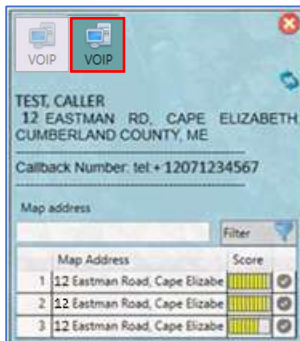 VOIP VOIP
TEST, CALLER
12 EASTMAN RD, CAPE ELIZABETH
CUMBERLAND COUNTY, ME
Callback Number: tel:+12071234567
Map address
Filter
Map Address Score
1 12 Eastman Road, Cape Elizabe
2 12 Eastman Road, Cape Elizabe
3 12 Eastman Road, Cape Elizabe